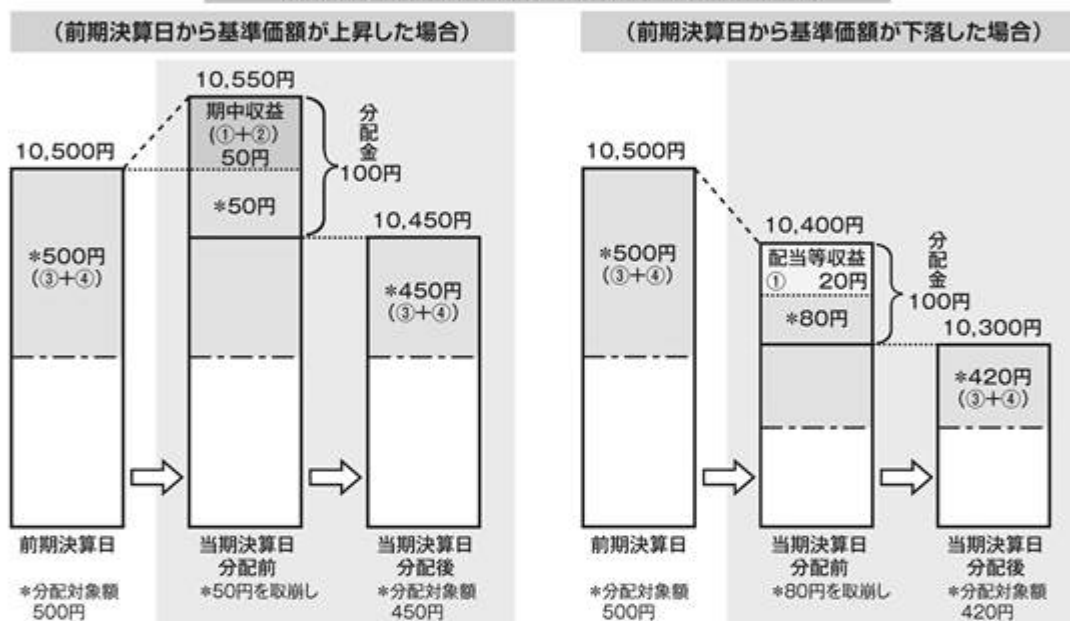 (前期決算日から基準価額が上昇した場合)
10,550円
期中収益
(①+②)
50円
*50円
分配金
100円
10,500円
*500円
(③+④)
10,450円
*450円
(③+④)
前期決算日
当期決算日
分配前
当期決算日
分配後
*分配対象額
500円
*50円を取崩し
*分配対象額
450円
(前期決算日から基準価額が下落した場合)
10,500円
*500円
(③+④)
10,400円
配当等収益
① 20円
*80円
分配金
100円
10,300円
*420円
(③+④)
前期決算日
当期決算日
分配前
当期決算日
分配後
*分配対象額
500円
*80円を取崩し
*分配対象額
420円